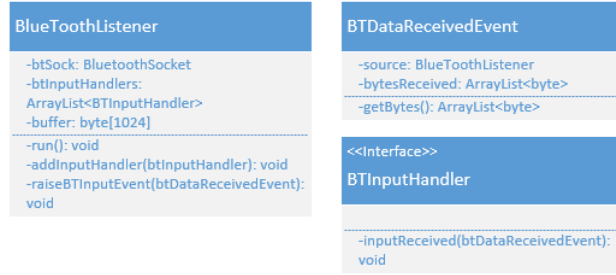 BlueToothListener
-btSock: BluetoothSocket
-btInputHandlers:
ArrayList<BTInputHandler>
-buffer: byte[1024]
-run(): void
-addInputHandler(btInputHandler): void
-raiseBTInputEvent(btDataReceivedEvent):
void
BTDataReceivedEvent
-source: BlueToothListener
-bytesReceived: ArrayList<byte>
-getBytes(): ArrayList<byte>
<<Interface>>
BTInputHandler
-inputReceived(btDataReceivedEvent):
void